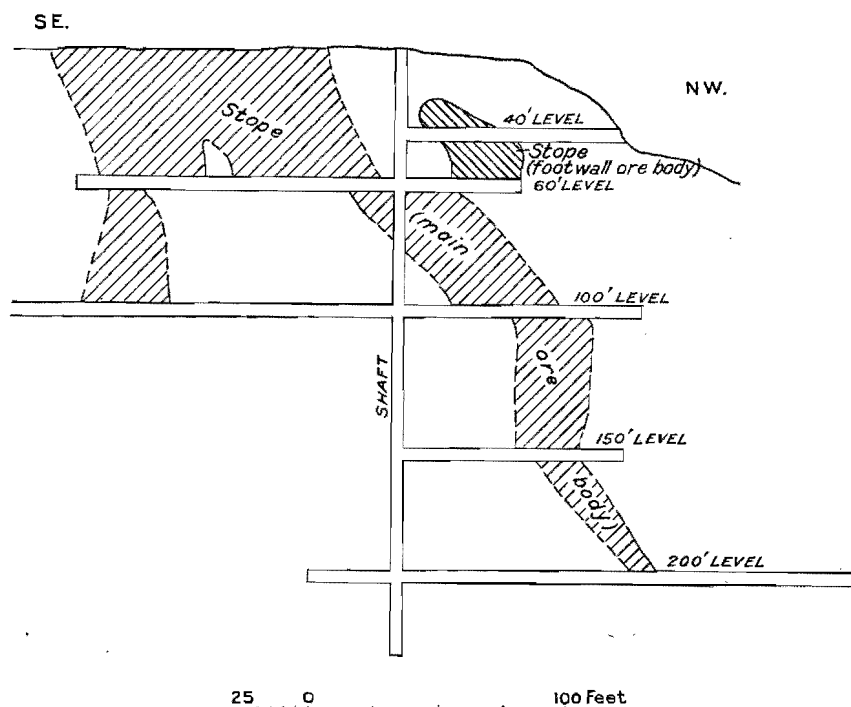 SE.
NW.
Stope
40' LEVEL
Stope
(footwall ore body)
60' LEVEL
(main
100' LEVEL
ore
SHAFT
150' LEVEL
body)
200' LEVEL
25 0 100 Feet